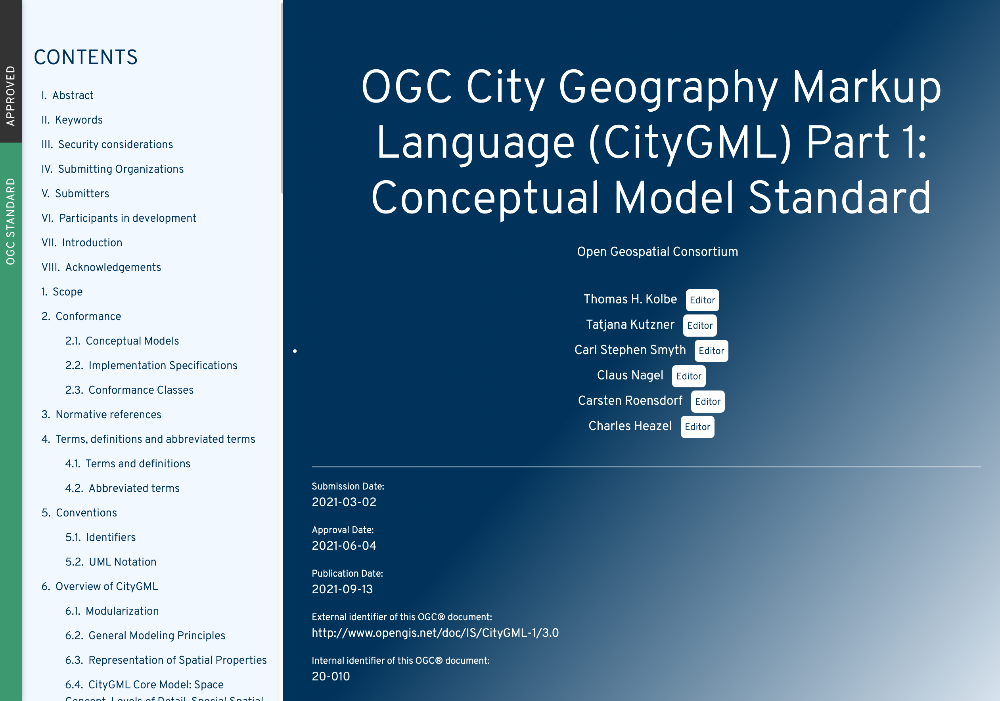 APPROVED
OGC STANDARD
CONTENTS
I. Abstract
II. Keywords
III. Security considerations
IV. Submitting Organizations
V. Submitters
VI. Participants in development
VII. Introduction
VIII. Acknowledgements
1. Scope
2. Conformance
2.1. Conceptual Models
2.2. Implementation Specifications
2.3. Conformance Classes
3. Normative references
4. Terms, definitions and abbreviated terms
4.1. Terms and definitions
4.2. Abbreviated terms
5. Conventions
5.1. Identifiers
5.2. UML Notation
6. Overview of CityGML
6.1. Modularization
6.2. General Modeling Principles
6.3. Representation of Spatial Properties
6.4. CityGML Core Model: Space
Concept, Levels of Detail, Special Spatial
OGC City Geography Markup
Language (CityGML) Part 1:
Conceptual Model Standard
Open Geospatial Consortium
Thomas H. Kolbe Editor
Tatjana Kutzner Editor
Carl Stephen Smyth Editor
Claus Nagel Editor
Carsten Roensdorf Editor
Charles Heazel Editor
Submission Date:
2021-03-02
Approval Date:
2021-06-04
Publication Date:
2021-09-13
External identifier of this OGC® document:
http://www.opengis.net/doc/IS/CityGML-1/3.0
Internal identifier of this OGC® document:
20-010